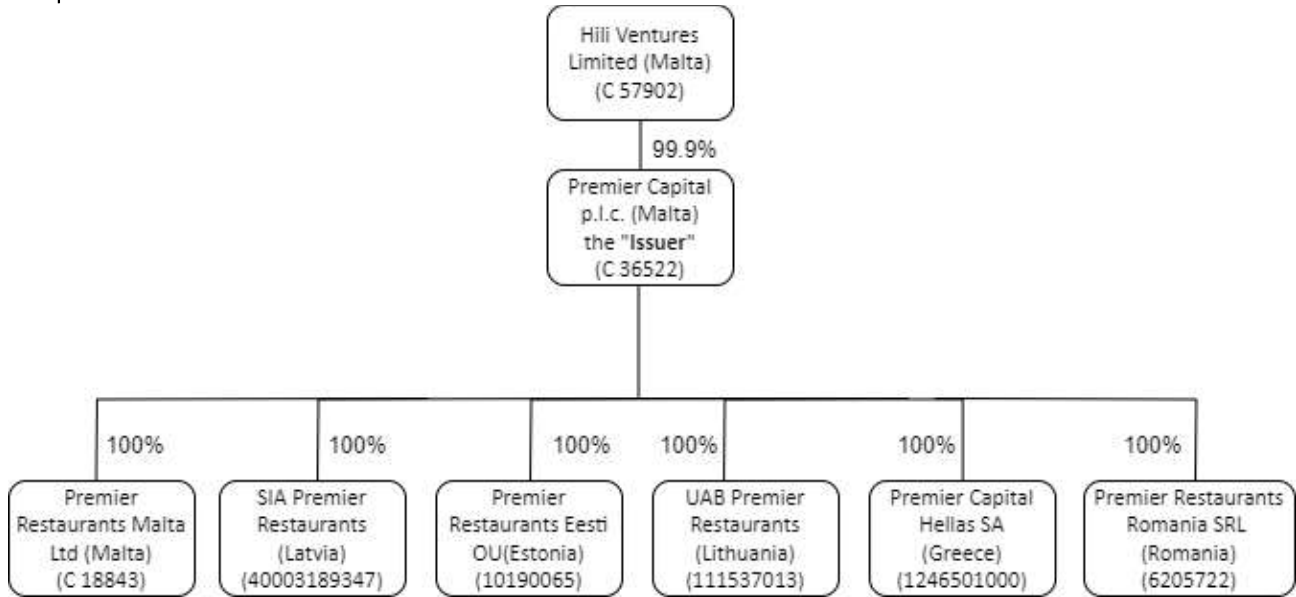 Hili Ventures
Limited (Malta)
(C 57902)
99.9%
Premier Capital
p.l.c. (Malta)
the "Issuer"
(C 36522)
100%
100%
100%
100%
100%
100%
Premier
Restaurants Malta
Ltd (Malta)
(C 18843)
SIA Premier
Restaurants
(Latvia)
(40003189347)
Premier
Restaurants Eesti
OU(Estonia)
(10190065)
UAB Premier
Restaurants
(Lithuania)
(111537013)
Premier Capital
Hellas SA
(Greece)
(1246501000)
Premier Restaurants
Romania SRL
(Romania)
(6205722)